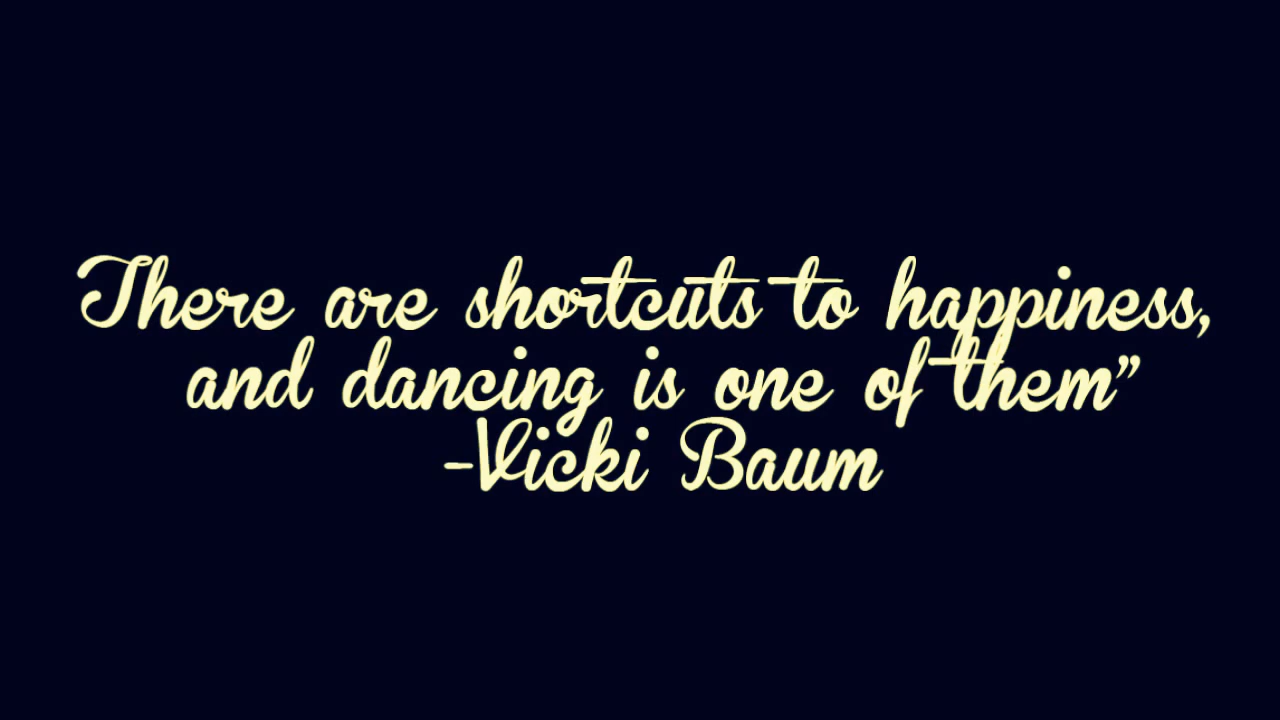 There are shortcuts to happiness,
and dancing is one of them”
-Vicki Baum